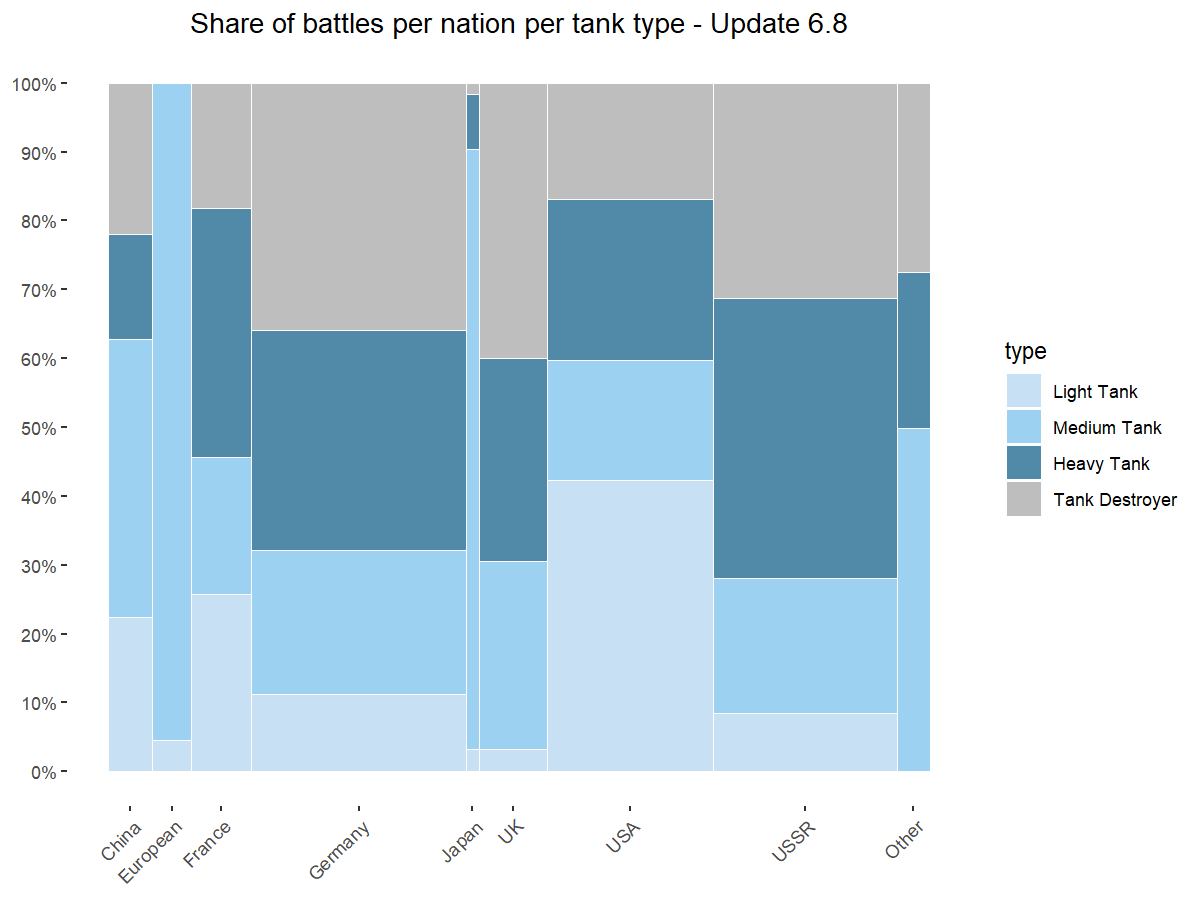 Share of battles per nation per tank type - Update 6.8
100%
90%
80%
70%
60%
50%
40%
30%
20%
10%
0%
China
European
France
Germany
Japan
UK
USA
USSR
Other
type
Light Tank
Medium Tank
Heavy Tank
Tank Destroyer